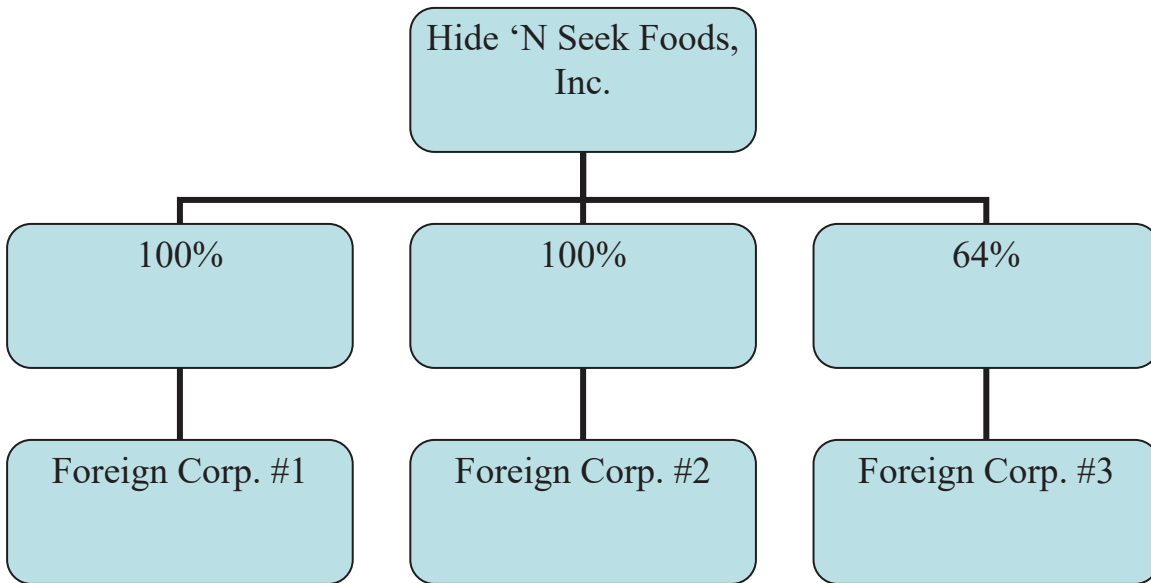 Hide ‘N Seek Foods,
Inc.
100%
100%
64%
Foreign Corp. #1
Foreign Corp. #2
Foreign Corp. #3